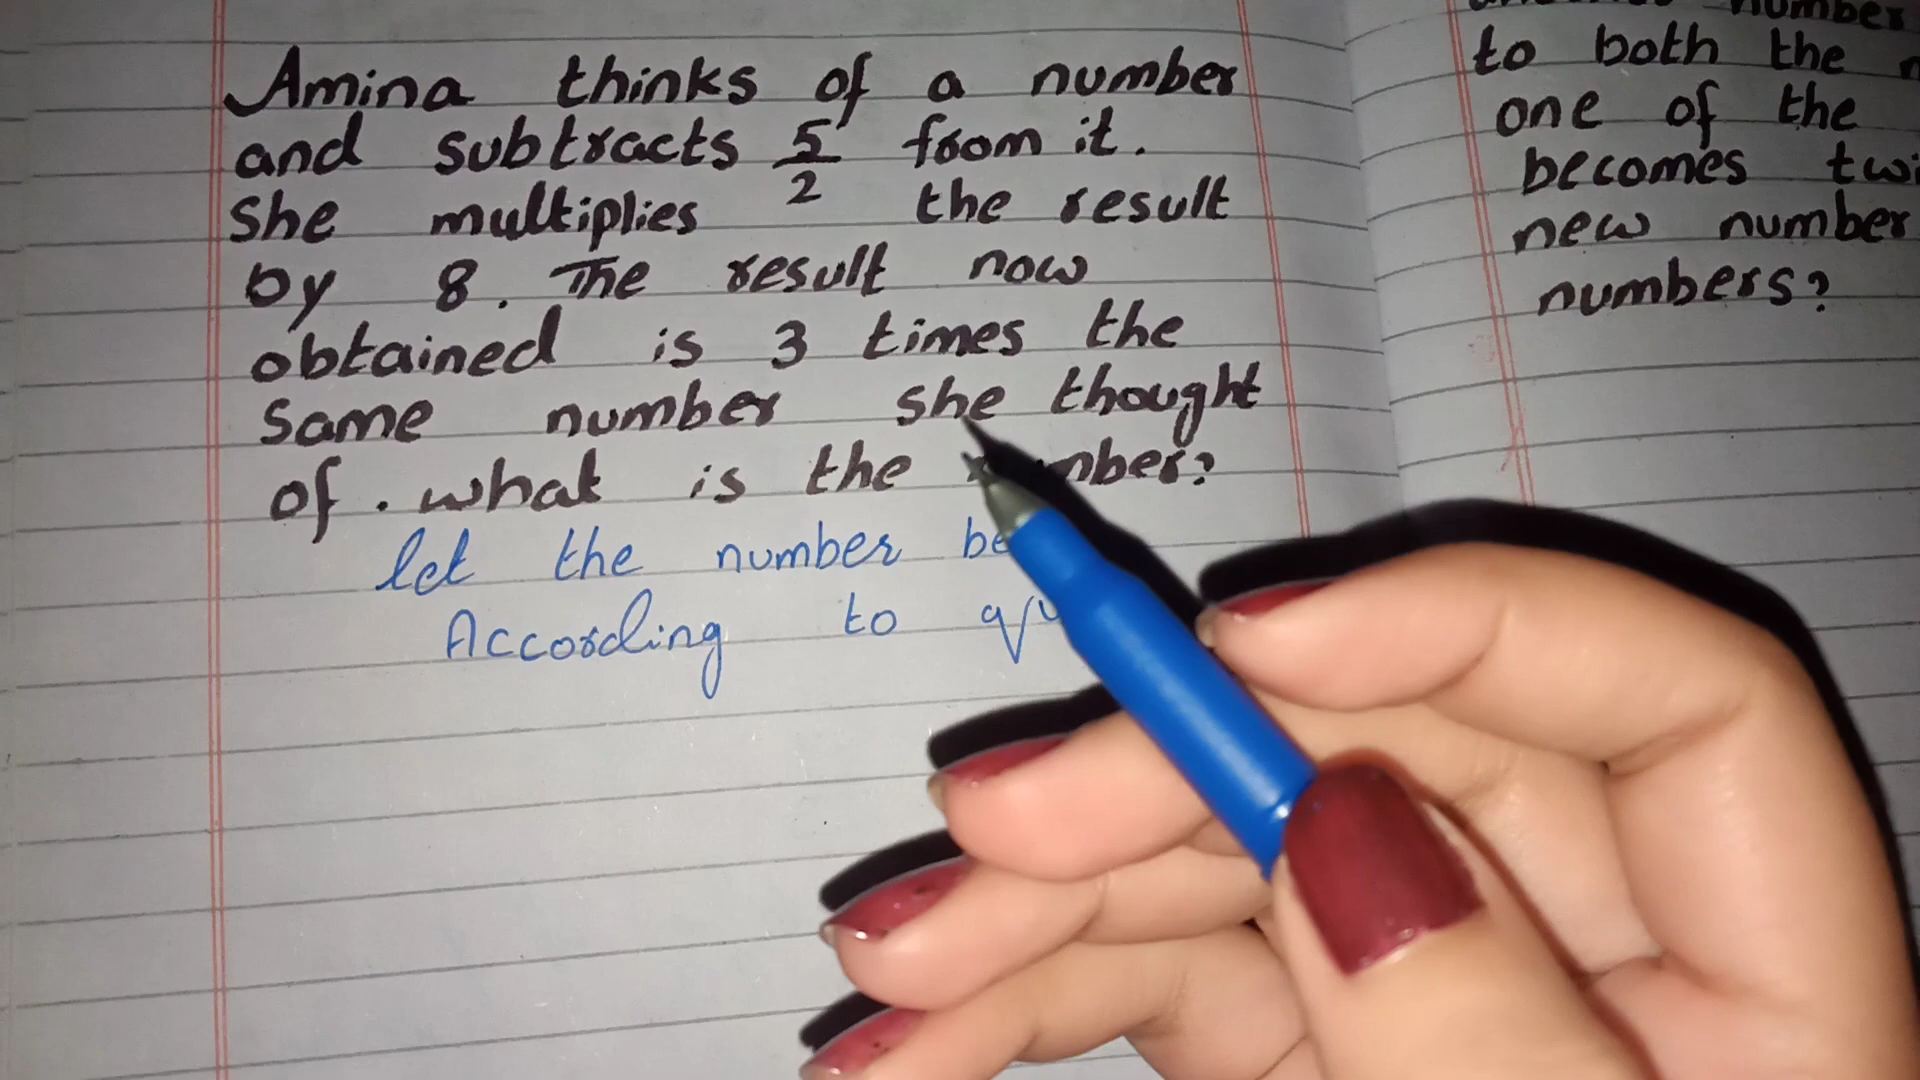 Amina thinks of a number
and subtracts 5/2 from it.
She multiplies the result
by 8. The result now
obtained is 3 times the
same number she thought
of. what is the
let the number be
According to
number
to both the
one of the
becomes
new number
numbers?